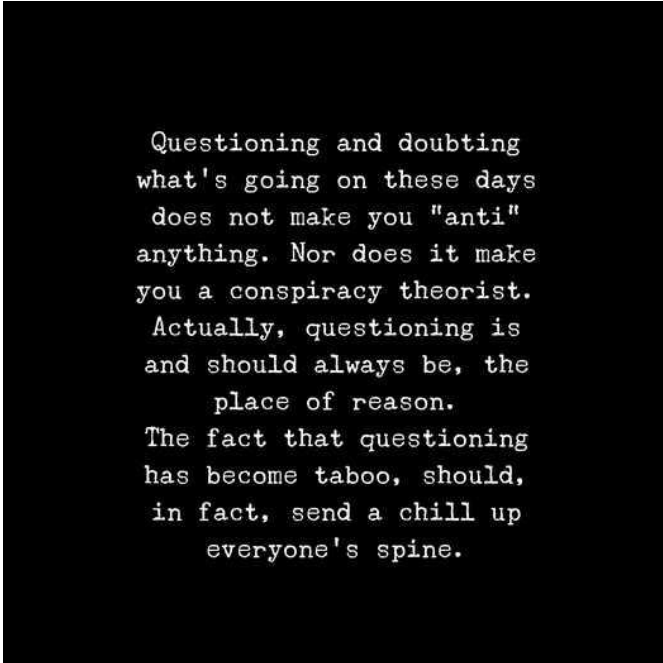 Questioning and doubting
what's going on these days
does not make you "anti"
anything. Nor does it make
you a conspiracy theorist.
Actually, questioning is
and should always be, the
place of reason.
The fact that questioning
has become taboo, should,
in fact, send a chill up
everyone's spine.